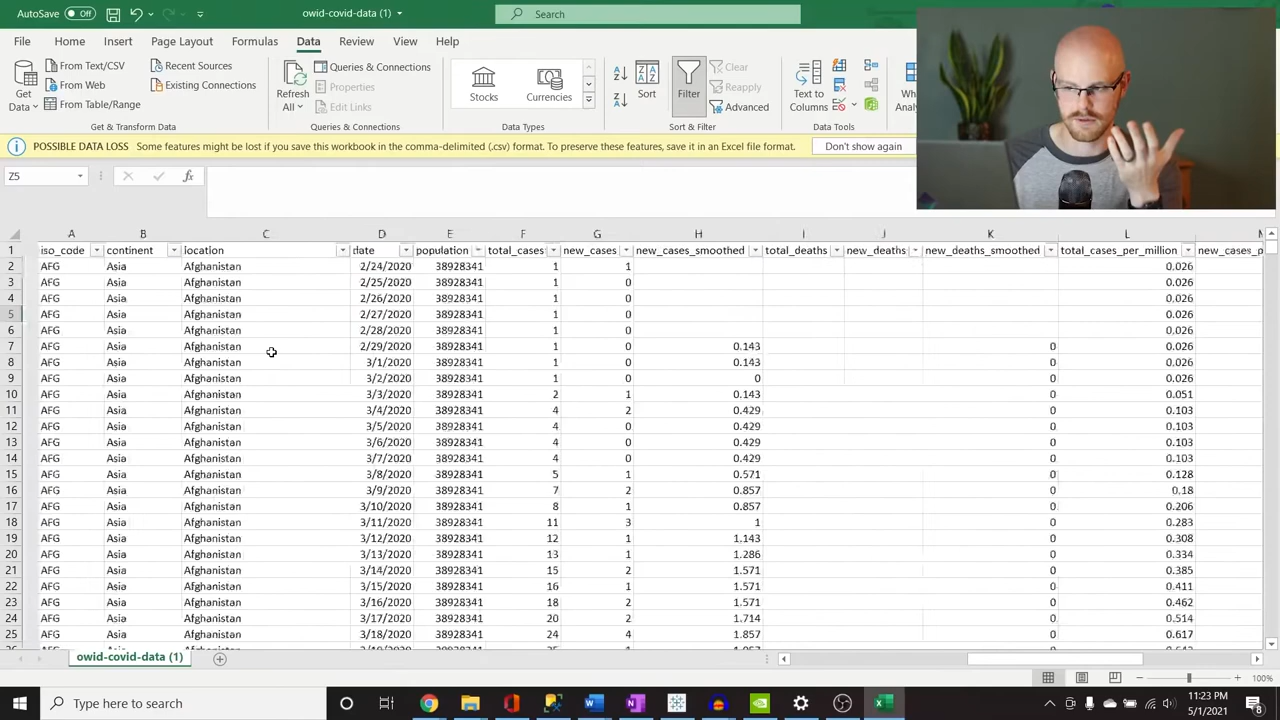 AutoSave Off owid-covid-data (1) Search
File Home Insert Page Layout Formulas Data Review View Help
Get Data From Text/CSV Recent Sources
From Web Existing Connections
From Table/Range
Get & Transform Data
Refresh All Queries & Connections
Properties
Edit Links
Queries & Connections
Stocks Currencies
Data Types
Sort Filter Clear
Reapply
Advanced
Sort & Filter
Text to Columns
Data Tools
POSSIBLE DATA LOSS Some features might be lost if you save this workbook in the comma-delimited (.csv) format. To preserve these features, save it in an Excel file format. Don't show again
Z5
A B C D E F G H I J K L
1 iso_code continent location date population total_cases new_cases new_cases_smoothed total_deaths new_deaths new_deaths_smoothed total_cases_per_million
2 AFG Asia Afghanistan 2/24/2020 38928341 1 1 0.026
3 AFG Asia Afghanistan 2/25/2020 38928341 1 0 0.026
4 AFG Asia Afghanistan 2/26/2020 38928341 1 0 0.026
5 AFG Asia Afghanistan 2/27/2020 38928341 1 0 0.026
6 AFG Asia Afghanistan 2/28/2020 38928341 1 0 0.026
7 AFG Asia Afghanistan 2/29/2020 38928341 1 0 0.143 0 0.026
8 AFG Asia Afghanistan 3/1/2020 38928341 1 0 0.143 0 0.026
9 AFG Asia Afghanistan 3/2/2020 38928341 1 0 0 0 0.026
10 AFG Asia Afghanistan 3/3/2020 38928341 2 1 0.143 0 0.051
11 AFG Asia Afghanistan 3/4/2020 38928341 4 2 0.429 0 0.103
12 AFG Asia Afghanistan 3/5/2020 38928341 4 0 0.429 0 0.103
13 AFG Asia Afghanistan 3/6/2020 38928341 4 0 0.429 0 0.103
14 AFG Asia Afghanistan 3/7/2020 38928341 4 0 0.429 0 0.103
15 AFG Asia Afghanistan 3/8/2020 38928341 5 1 0.571 0 0.128
16 AFG Asia Afghanistan 3/9/2020 38928341 7 2 0.857 0 0.18
17 AFG Asia Afghanistan 3/10/2020 38928341 8 1 0.857 0 0.206
18 AFG Asia Afghanistan 3/11/2020 38928341 11 3 1 0 0.283
19 AFG Asia Afghanistan 3/12/2020 38928341 12 1 1.143 0 0.308
20 AFG Asia Afghanistan 3/13/2020 38928341 13 1 1.286 0 0.334
21 AFG Asia Afghanistan 3/14/2020 38928341 15 2 1.571 0 0.385
22 AFG Asia Afghanistan 3/15/2020 38928341 16 1 1.571 0 0.411
23 AFG Asia Afghanistan 3/16/2020 38928341 18 2 1.571 0 0.462
24 AFG Asia Afghanistan 3/17/2020 38928341 20 2 1.714 0 0.514
25 AFG Asia Afghanistan 3/18/2020 38928341 24 4 1.857 0 0.617
owid-covid-data (1)
100%
Type here to search 11:23 PM
5/1/2021 8